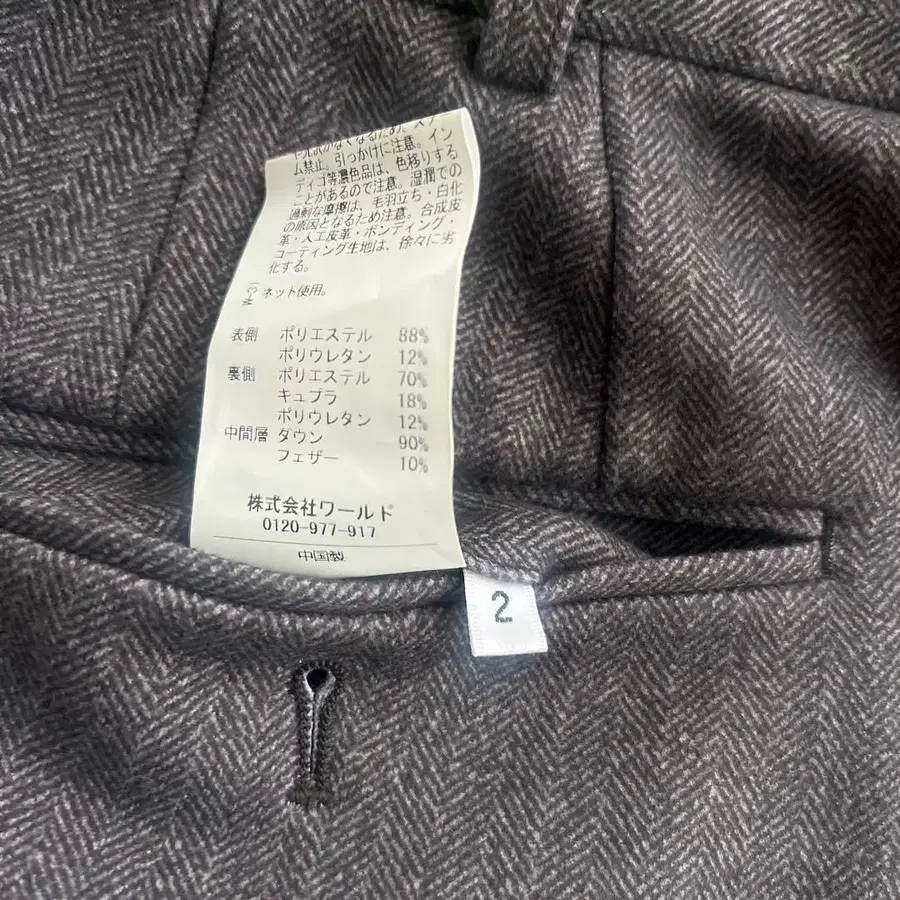 ム禁止。引っかけに注意。イン
ディゴ等濃色品は、色移りする
ことがあるので注意。湿潤での
過剰な摩擦は、毛羽立ち・白化
の原因となるため注意。合成皮
革・人工皮革・ボンディング・
コーティング生地は、徐々に劣
化する。
ネット使用。
表側 ポリエステル 88%
ポリウレタン 12%
裏側 ポリエステル 70%
キュプラ 18%
ポリウレタン 12%
中間層 ダウン 90%
フェザー 10%
株式会社ワールド
0120-977-917
中国製
2